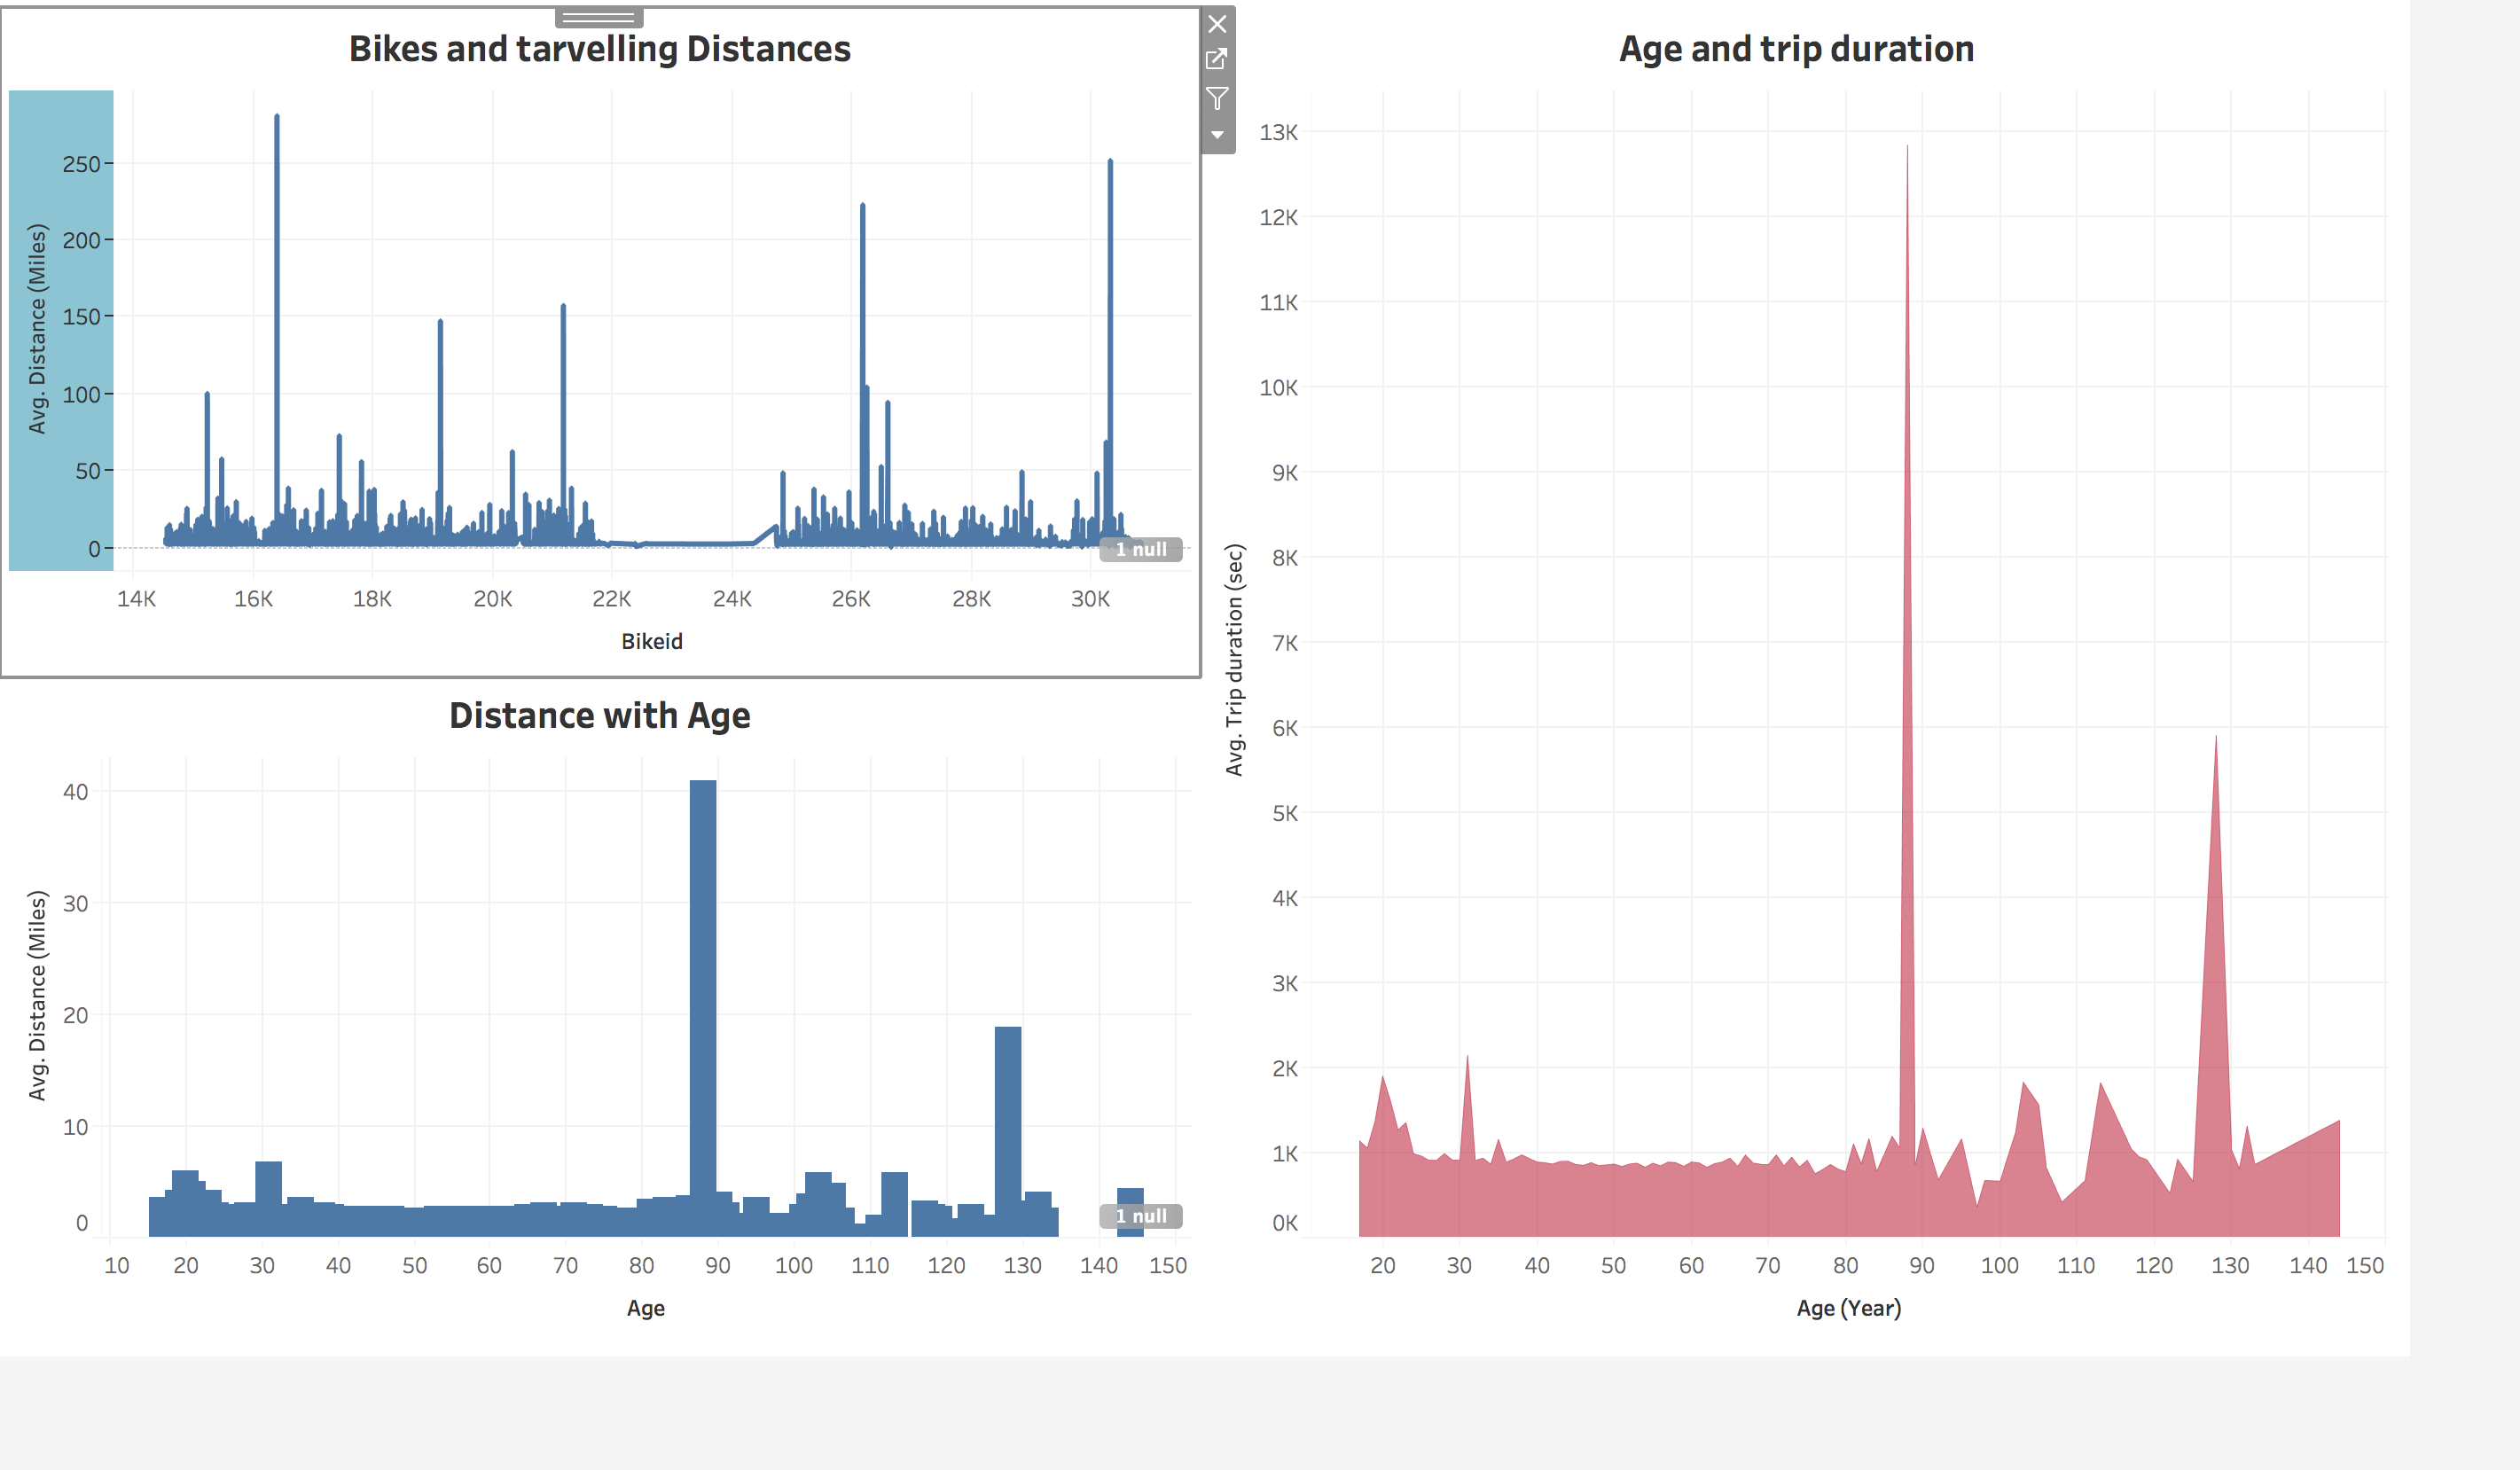 Bikes and tarvelling Distances
Avg. Distance (Miles)
250
200
150
100
50
0
1 null
14K 16K 18K 20K 22K 24K 26K 28K 30K
Bikeid
Distance with Age
Avg. Distance (Miles)
40
30
20
10
0
1 null
10 20 30 40 50 60 70 80 90 100 110 120 130 140 150
Age
Age and trip duration
Avg. Trip duration (sec)
13K
12K
11K
10K
9K
8K
7K
6K
5K
4K
3K
2K
1K
0K
20 30 40 50 60 70 80 90 100 110 120 130 140 150
Age (Year)